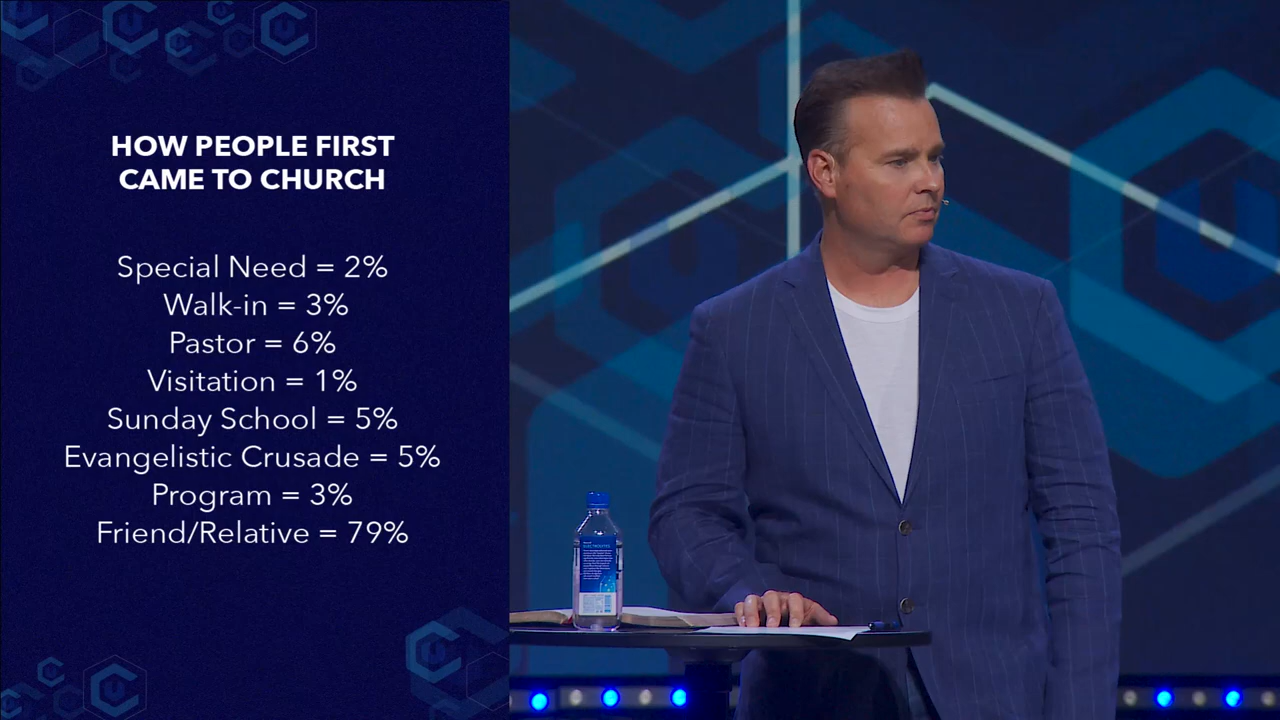 HOW PEOPLE FIRST
CAME TO CHURCH
Special Need = 2%
Walk-in = 3%
Pastor = 6%
Visitation = 1%
Sunday School = 5%
Evangelistic Crusade = 5%
Program = 3%
Friend/Relative = 79%